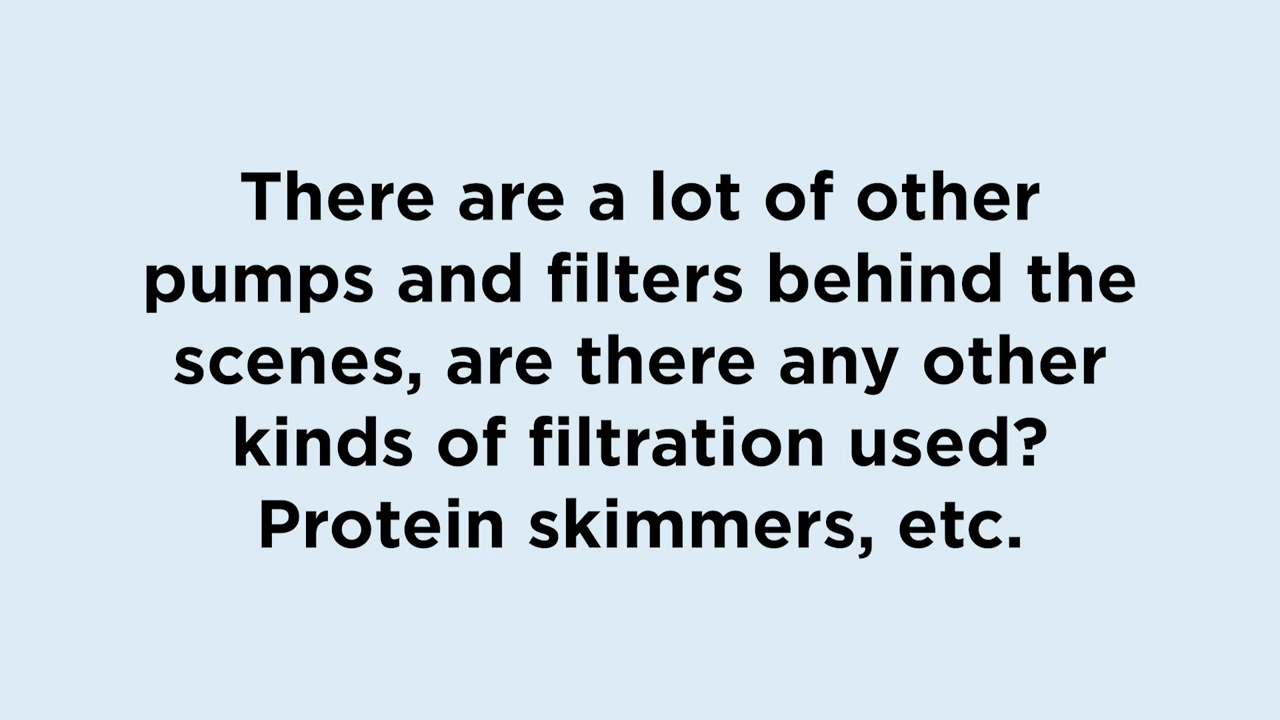 There are a lot of other
pumps and filters behind the
scenes, are there any other
kinds of filtration used?
Protein skimmers, etc.